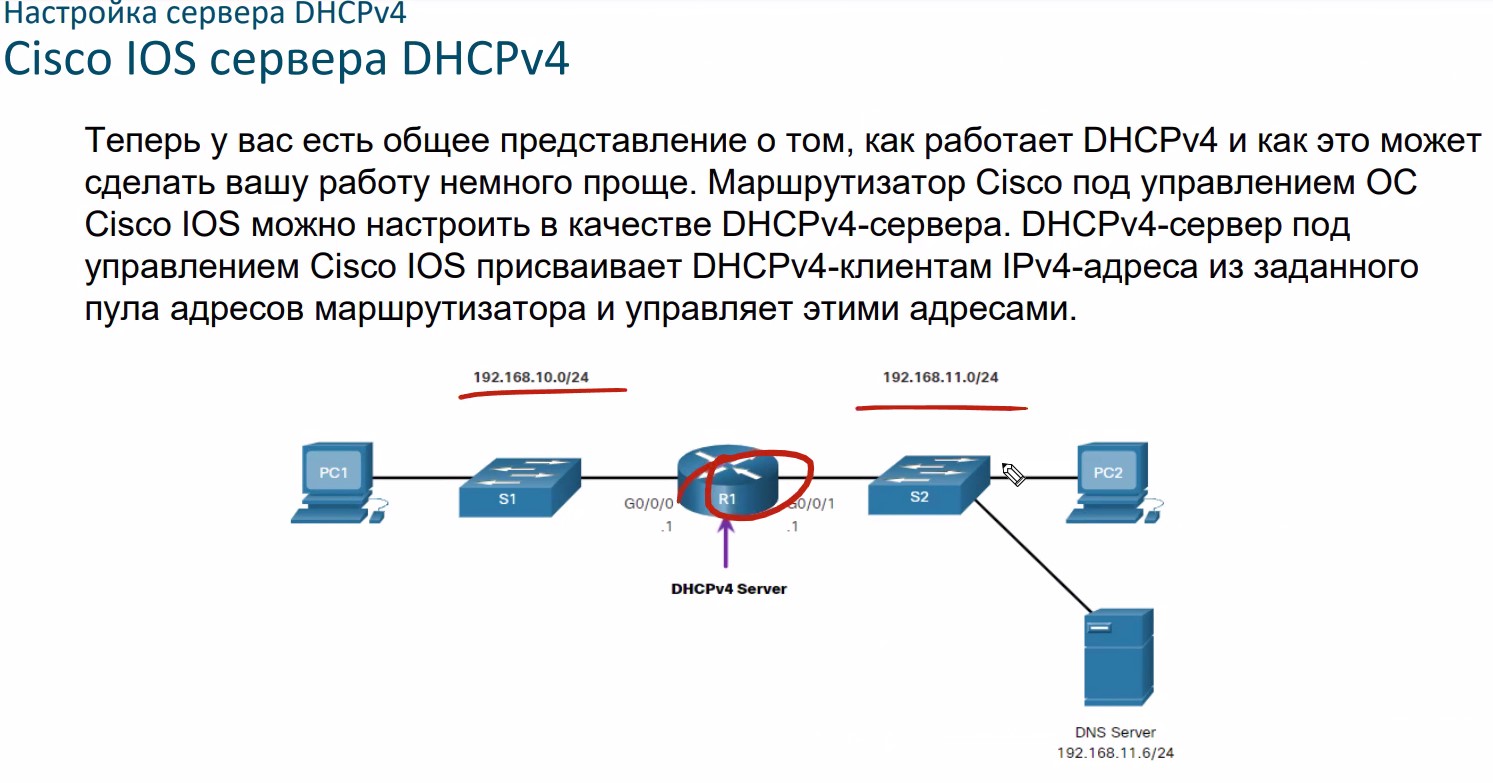 Настройка сервера DHCPv4
Cisco IOS сервера DHCPv4
Теперь у вас есть общее представление о том, как работает DHCPv4 и как это может
сделать вашу работу немного проще. Маршрутизатор Cisco под управлением ОС
Cisco IOS можно настроить в качестве DHCPv4-сервера. DHCPv4-сервер под
управлением Cisco IOS присваивает DHCPv4-клиентам IPv4-адреса из заданного
пула адресов маршрутизатора и управляет этими адресами.
192.168.10.0/24
192.168.11.0/24
PC1
S1
G0/0/0
.1
R1
G0/0/1
.1
S2
PC2
DHCPv4 Server
DNS Server
192.168.11.6/24